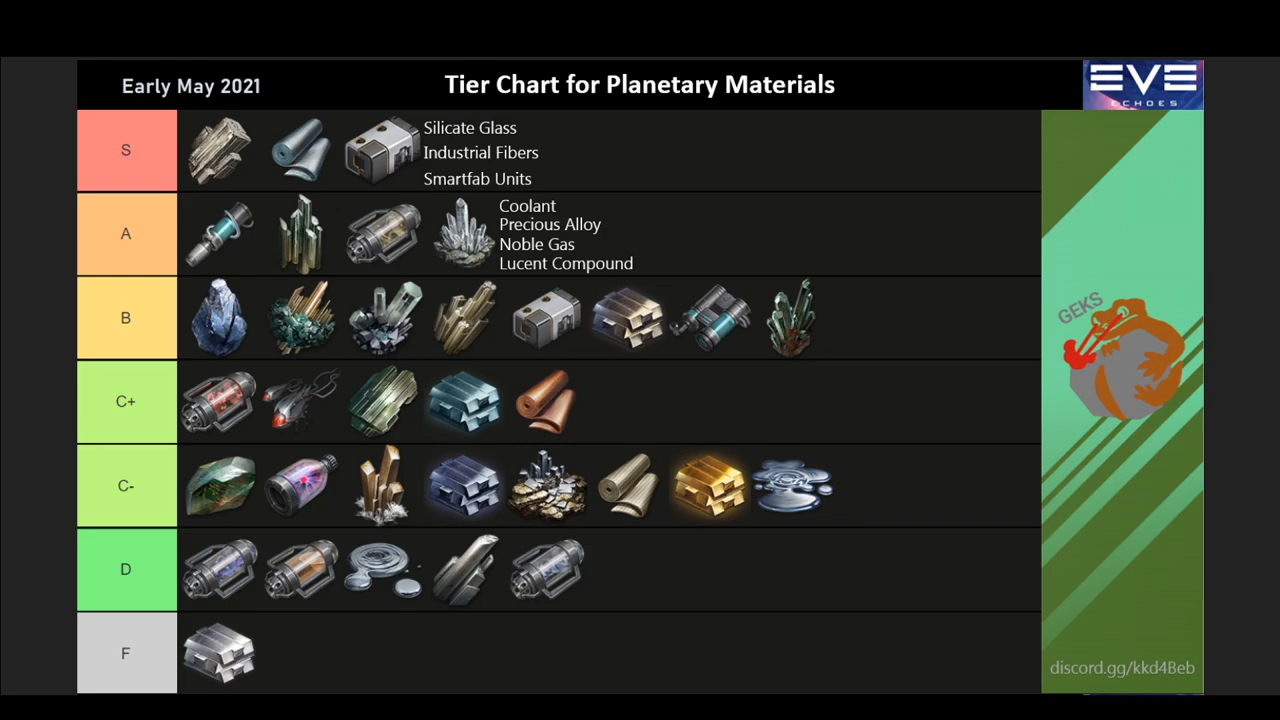 Early May 2021
Tier Chart for Planetary Materials
EVE
ECHOES
S
Silicate Glass
Industrial Fibers
Smartfab Units
A
Coolant
Precious Alloy
Noble Gas
Lucent Compound
B
GEKS
C+
C-
D
F
discord.gg/kkd4Beb